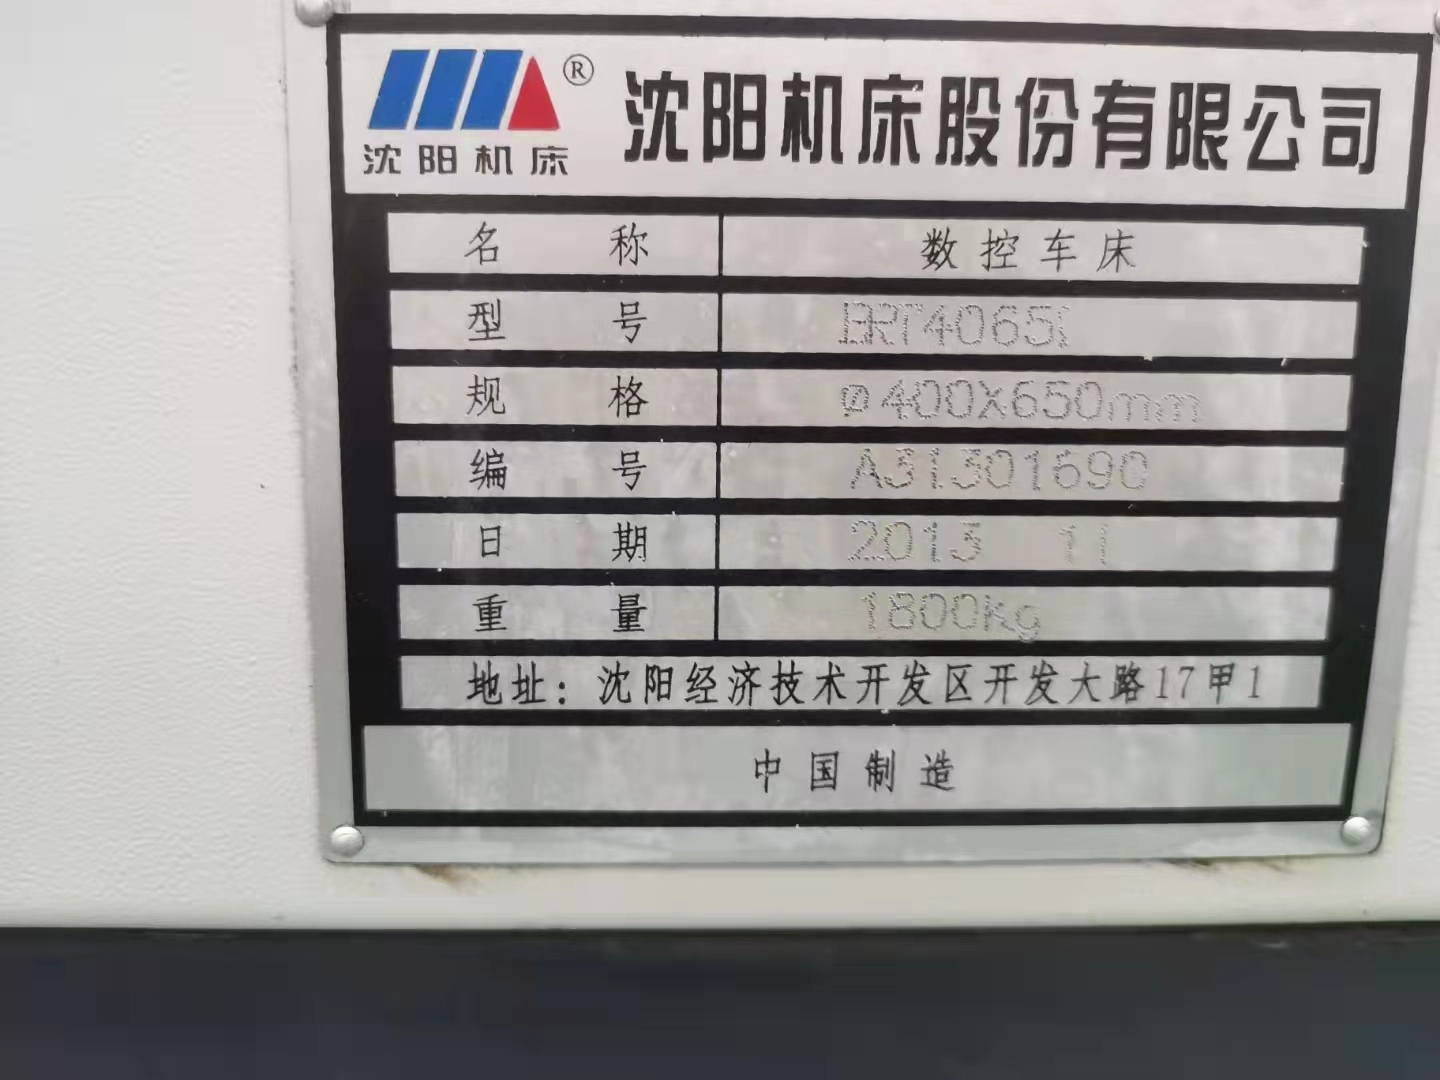 沈阳机床 ® 沈阳机床股份有限公司
名称 数控车床
型号
规格 ø400X650mm
编号
日期 2013 11
重量 1800kg
地址：沈阳经济技术开发区开发大路17甲1
中国制造